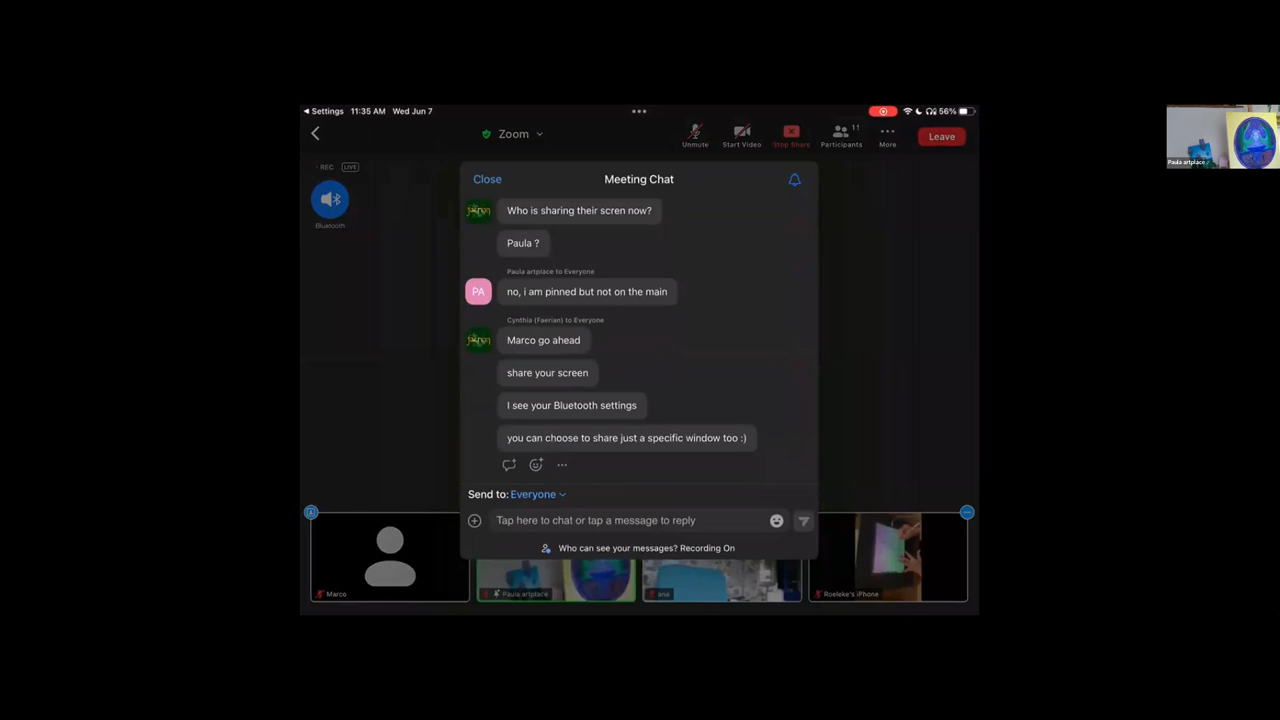 Settings 11:35 AM Wed Jun 7 56%
Zoom
11
Unmute Start Video Stop Share Participants More Leave
REC LIVE
Bluetooth
Close Meeting Chat
Who is sharing their scren now?
Paula ?
Paula artplace to Everyone
PA no, i am pinned but not on the main
Cynthia (Faerian) to Everyone
Marco go ahead
share your screen
I see your Bluetooth settings
you can choose to share just a specific window too :)
Send to: Everyone
Tap here to chat or tap a message to reply
Who can see your messages? Recording On
Marco Paula artplace ana Roeleke's iPhone
Paula artplace